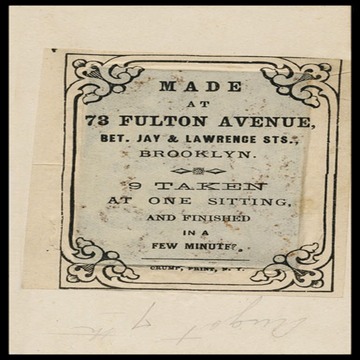 MADE
AT
73 FULTON AVENUE,
BET. JAY & LAWRENCE STS.,
BROOKLYN.
9 TAKEN
AT ONE SITTING,
AND FINISHED
IN A
FEW MINUTES.
CRUMP, PRINT, N. Y.